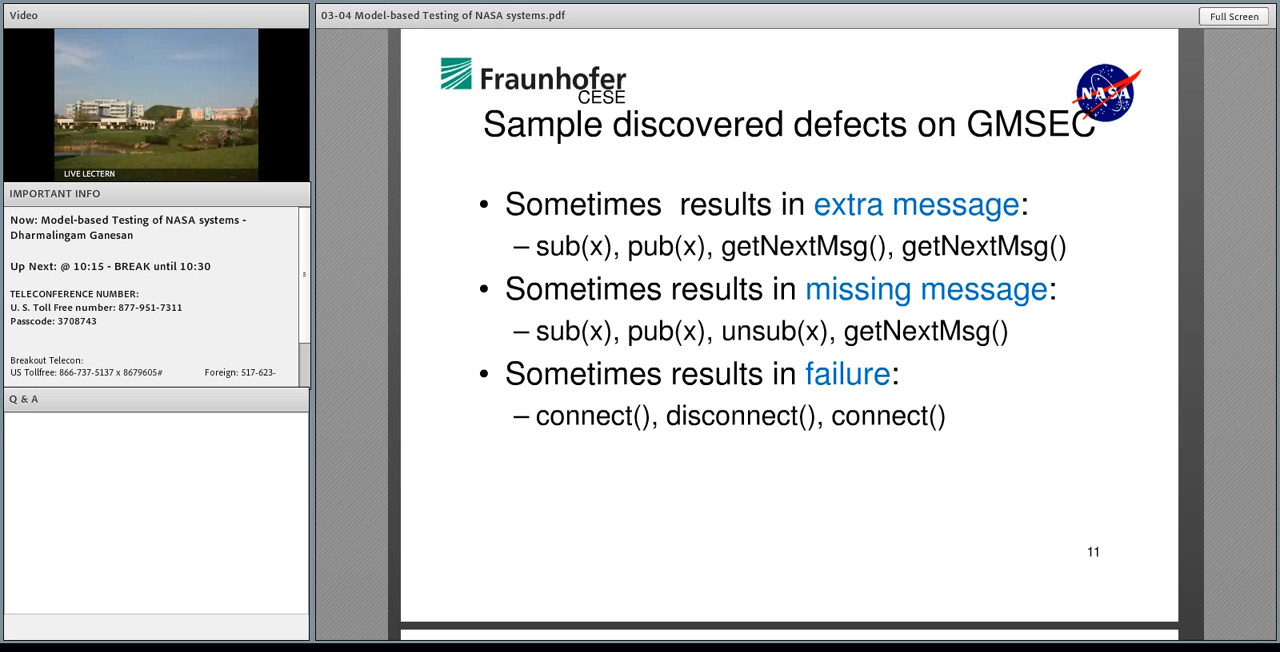 Video
LIVE LECTERN
IMPORTANT INFO
Now: Model-based Testing of NASA systems -
Dharmalingam Ganesan
Up Next: @ 10:15 - BREAK until 10:30
TELECONFERENCE NUMBER:
U. S. Toll Free number: 877-951-7311
Passcode: 3708743
Breakout Telecon:
US Tollfree: 866-737-5137 x 8679605# Foreign: 517-623-
Q & A
03-04 Model-based Testing of NASA systems.pdf
Full Screen
Fraunhofer
CESE
NASA
Sample discovered defects on GMSEC
• Sometimes  results in extra message:
– sub(x), pub(x), getNextMsg(), getNextMsg()
• Sometimes results in missing message:
– sub(x), pub(x), unsub(x), getNextMsg()
• Sometimes results in failure:
– connect(), disconnect(), connect()
11